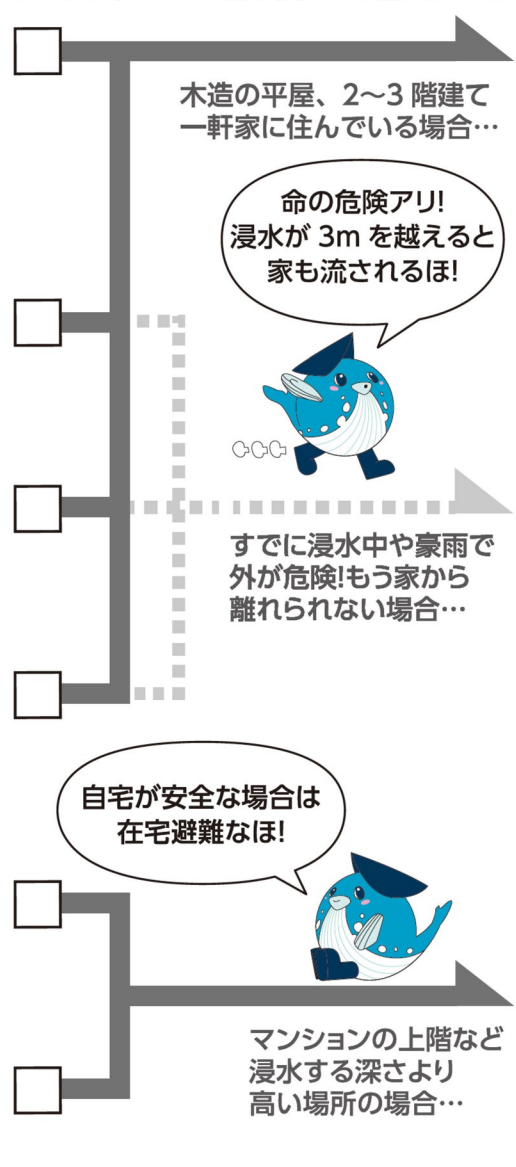 木造の平屋、2〜3 階建て
一軒家に住んでいる場合…
命の危険アリ!
浸水が 3m を越えると
家も流されるほ!
すでに浸水中や豪雨で
外が危険!もう家から
離れられない場合…
自宅が安全な場合は
在宅避難なほ!
マンションの上階など
浸水する深さより
高い場所の場合…